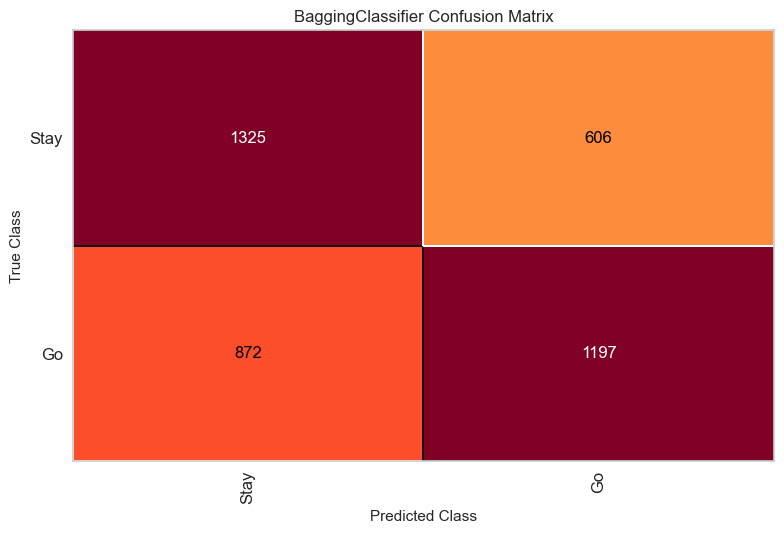 BaggingClassifier Confusion Matrix
Stay
1325
606
True Class
Go
872
1197
Stay
Go
Predicted Class